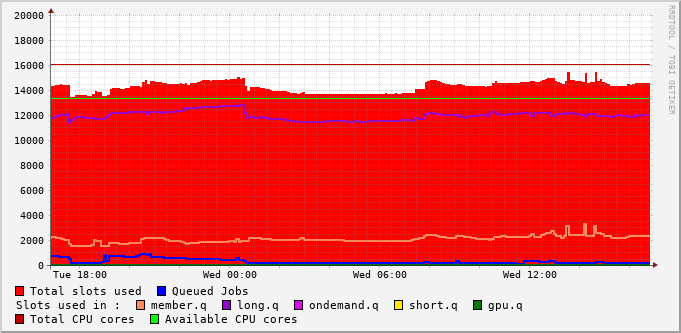 20000
18000
16000
14000
12000
10000
8000
6000
4000
2000
0
Tue 18:00 Wed 00:00 Wed 06:00 Wed 12:00
RRDTOOL / TOBI OETIKER
Total slots used Queued Jobs
Slots used in : member.q long.q ondemand.q short.q gpu.q
Total CPU cores Available CPU cores